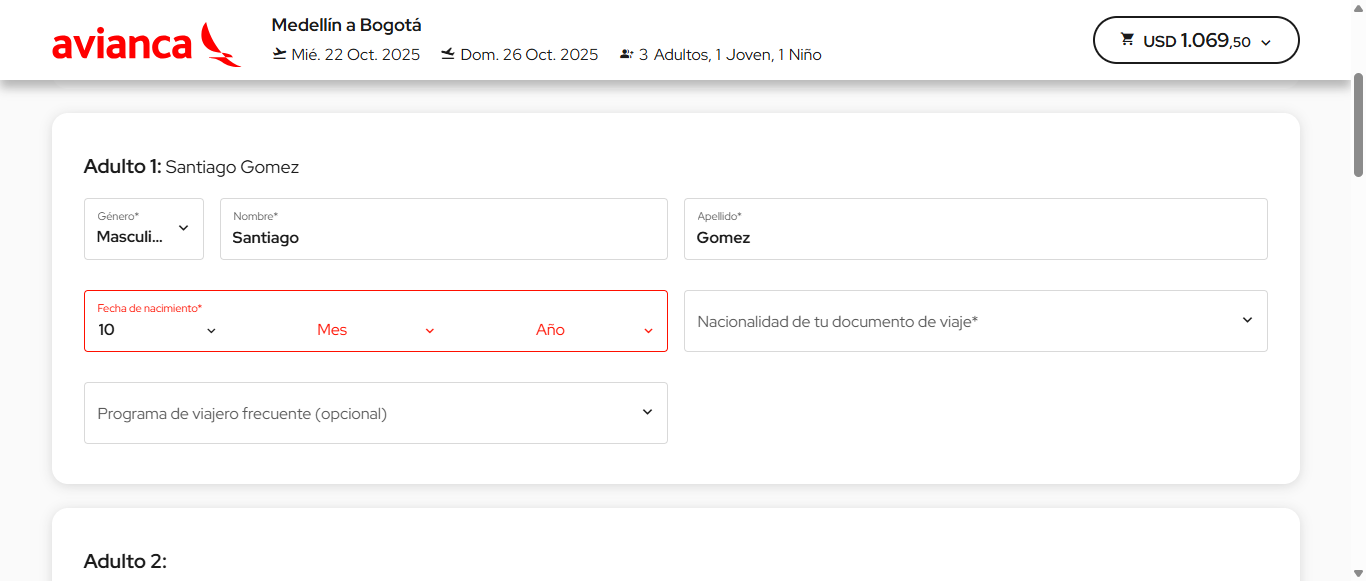 avianca
Medellín a Bogotá
Mié. 22 Oct. 2025 Dom. 26 Oct. 2025 3 Adultos, 1 Joven, 1 Niño
USD 1.069,50
Adulto 1: Santiago Gomez
Género* Nombre* Apellido*
Masculi... Santiago Gomez
Fecha de nacimiento*
10 Mes Año
Nacionalidad de tu documento de viaje*
Programa de viajero frecuente (opcional)
Adulto 2: